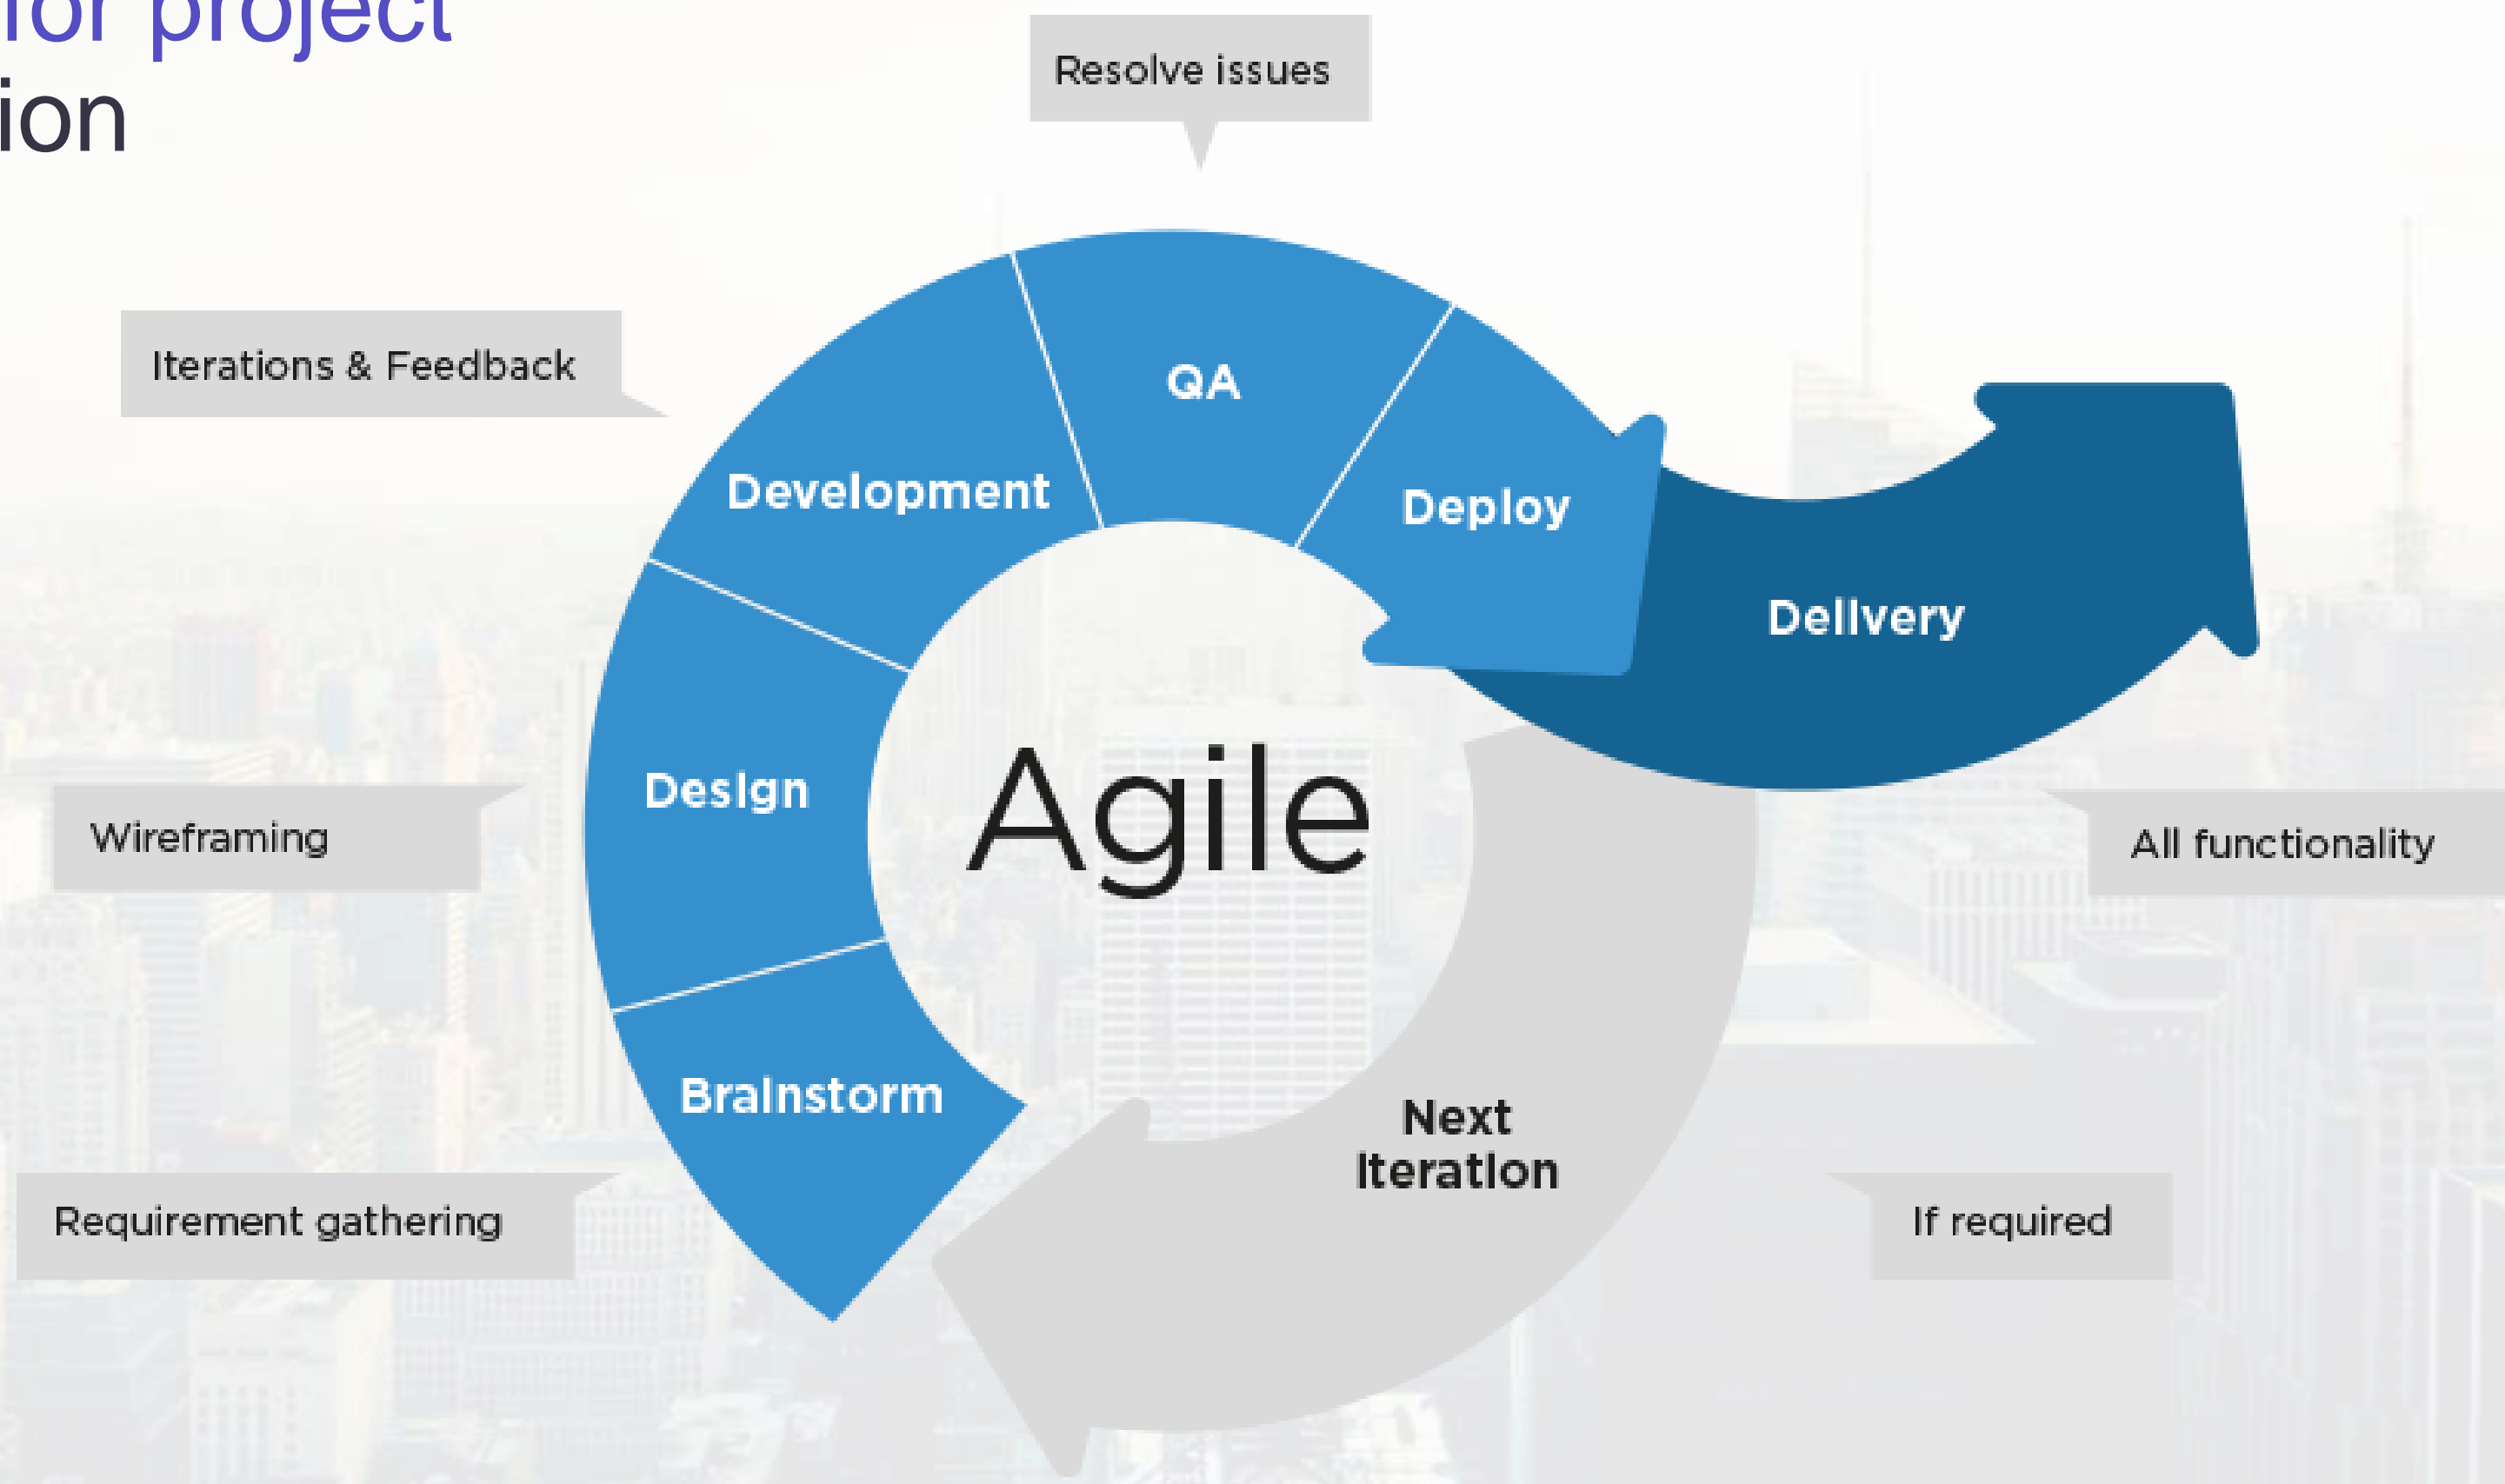 for project
ion
Resolve issues
Iterations & Feedback
QA
Development
Deploy
Delivery
Design
Agile
Wireframing
All functionality
Brainstorm
Next
Iteration
Requirement gathering
If required